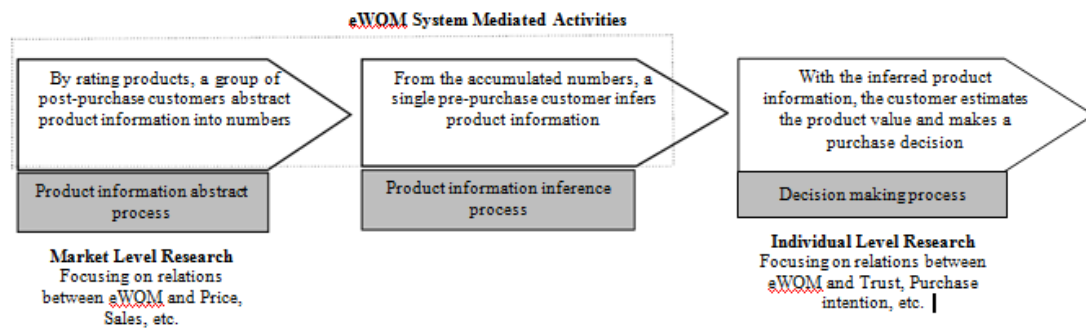 eWOM System Mediated Activities
By rating products, a group of
post-purchase customers abstract
product information into numbers
From the accumulated numbers, a
single pre-purchase customer infers
product information
With the inferred product
information, the customer estimates
the product value and makes a
purchase decision
Product information abstract
process
Product information inference
process
Decision making process
Market Level Research
Focusing on relations
between eWOM and Price,
Sales, etc.
Individual Level Research
Focusing on relations between
eWOM and Trust, Purchase
intention, etc.